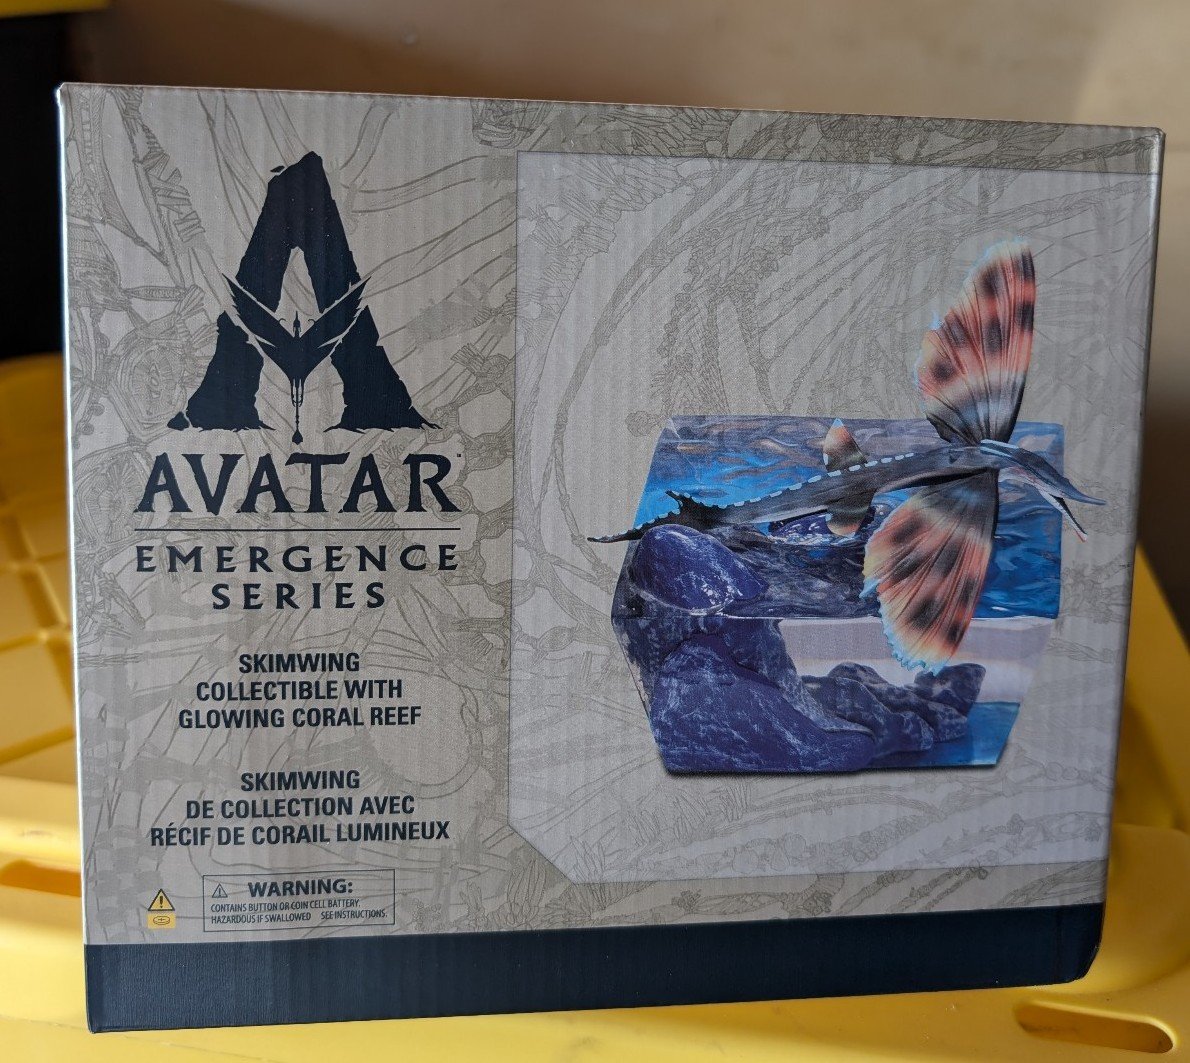 AVATAR™
EMERGENCE
SERIES
SKIMWING
COLLECTIBLE WITH
GLOWING CORAL REEF
SKIMWING
DE COLLECTION AVEC
RÉCIF DE CORAIL LUMINEUX
WARNING:
CONTAINS BUTTON OR COIN CELL BATTERY.
HAZARDOUS IF SWALLOWED SEE INSTRUCTIONS.